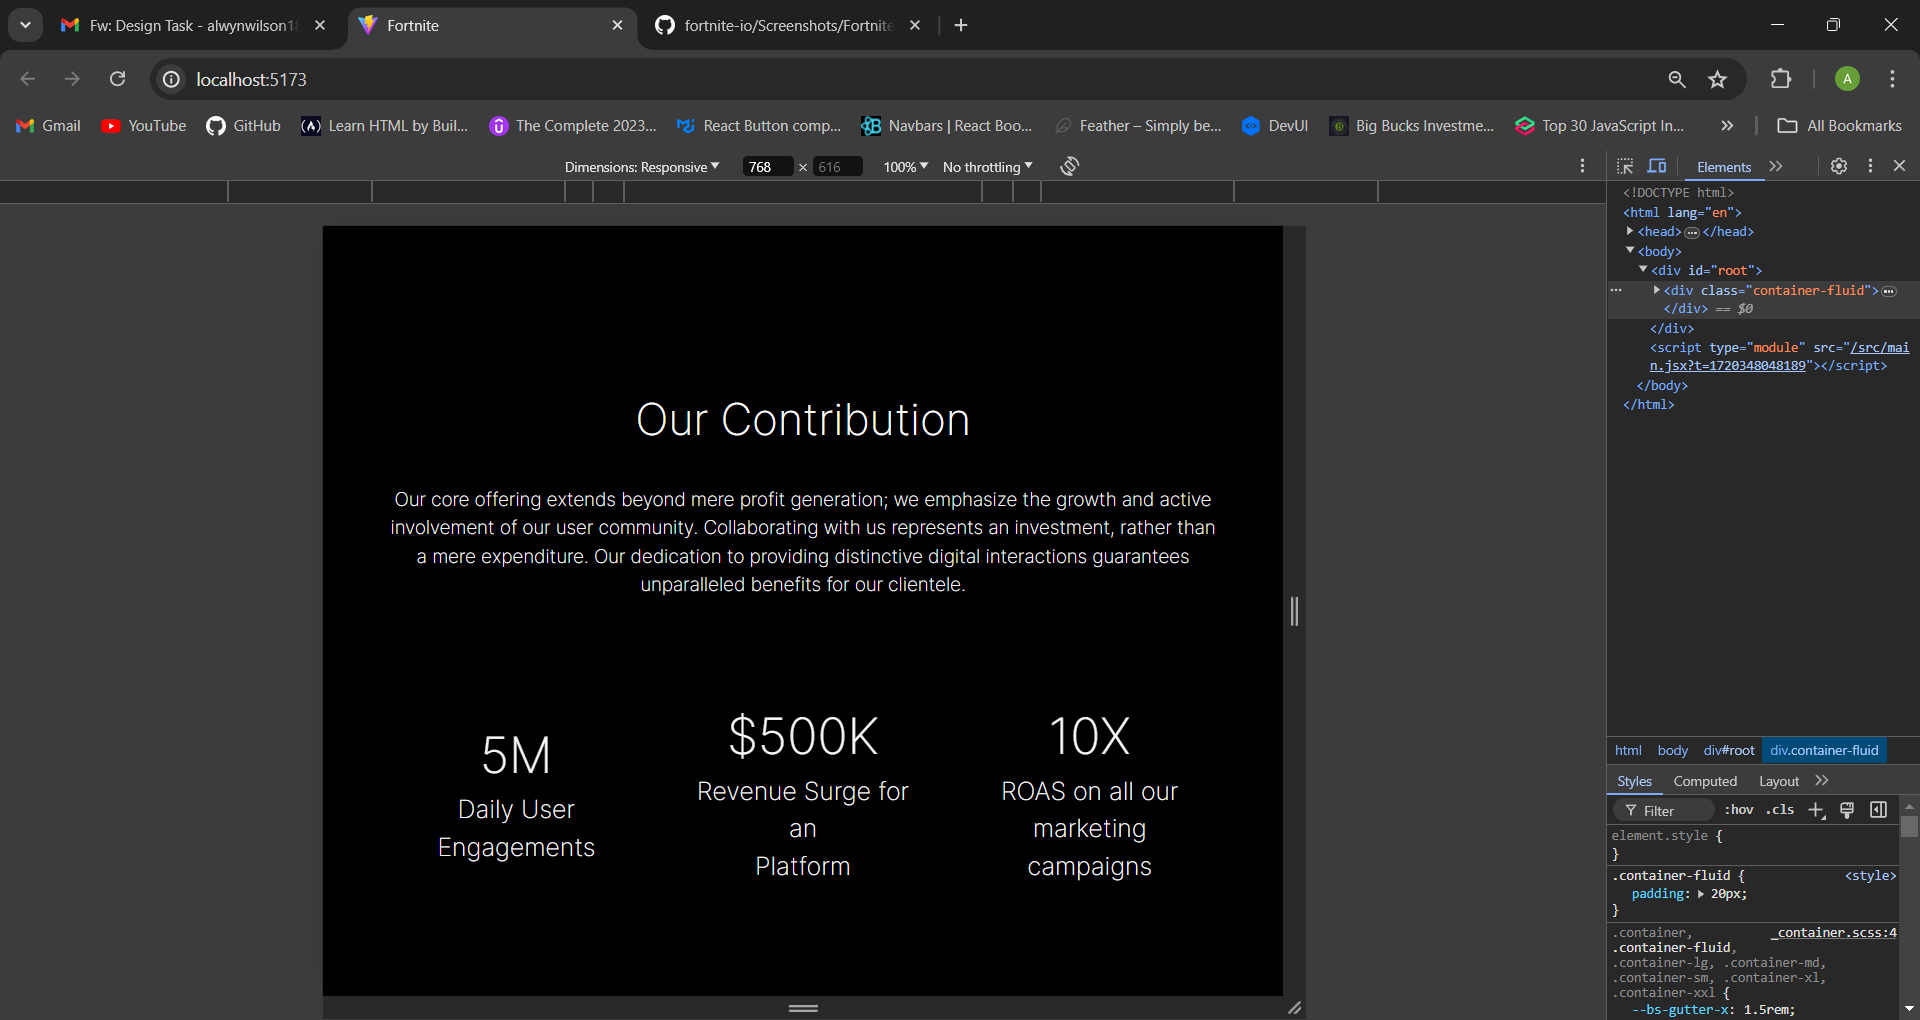 Fw: Design Task - alwynwilson18
Fortnite
fortnite-io/Screenshots/Fortnite
localhost:5173
A
Gmail
YouTube
GitHub
Learn HTML by Buil...
The Complete 2023...
React Button comp...
Navbars | React Boo...
Feather – Simply be...
DevUI
Big Bucks Investme...
Top 30 JavaScript In...
All Bookmarks
Dimensions: Responsive
768 × 616
100%
No throttling
Elements
<!DOCTYPE html>
<html lang="en">
<head>…</head>
<body>
<div id="root">
<div class="container-fluid">…
</div> == $0
</div>
<script type="module" src="/src/mai
n.jsx?t=1720348048189"></script>
</body>
</html>
Our Contribution
Our core offering extends beyond mere profit generation; we emphasize the growth and active
involvement of our user community. Collaborating with us represents an investment, rather than
a mere expenditure. Our dedication to providing distinctive digital interactions guarantees
unparalleled benefits for our clientele.
5M
Daily User
Engagements
$500K
Revenue Surge for
an
Platform
10X
ROAS on all our
marketing
campaigns
html body div#root div.container-fluid
Styles Computed Layout
Filter :hov .cls
element.style {
}
.container-fluid { <style>
padding: 20px;
}
.container, _container.scss:4
.container-fluid,
.container-lg, .container-md,
.container-sm, .container-xl,
.container-xxl {
--bs-gutter-x: 1.5rem;